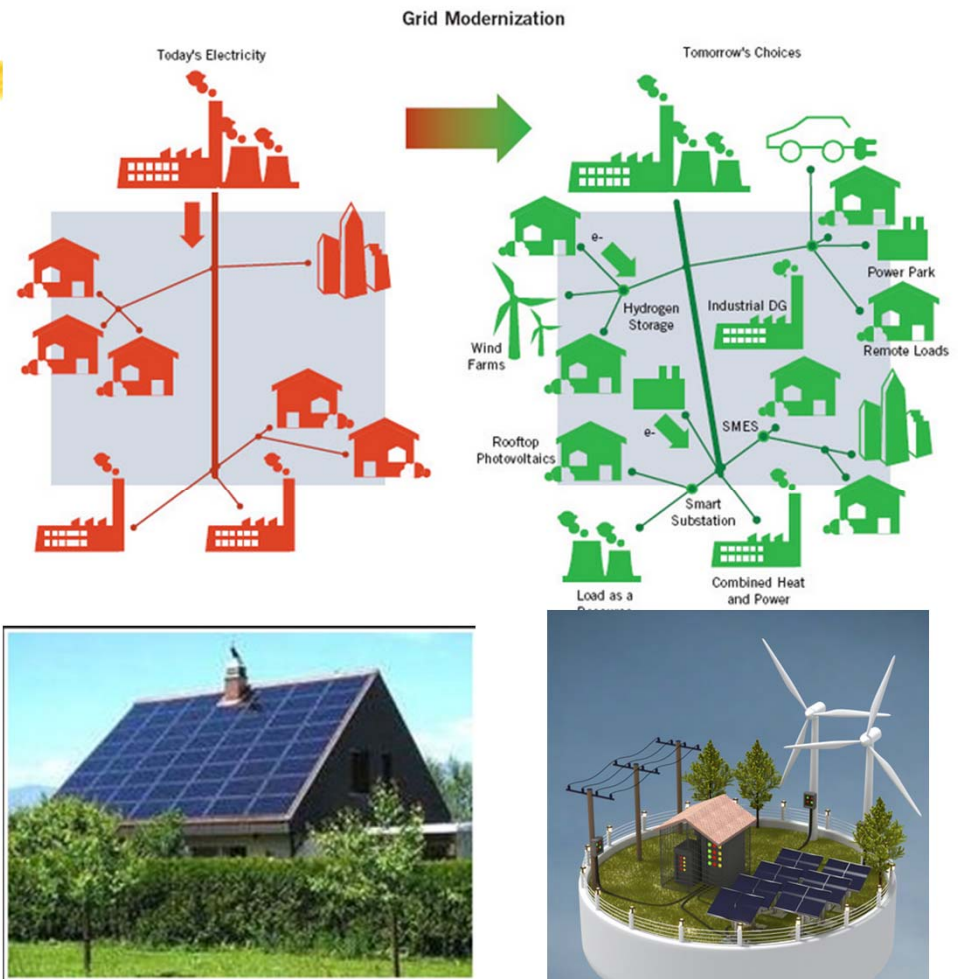 Grid Modernization
Today's Electricity
Tomorrow's Choices
e-
Power Park
Hydrogen
Storage
Industrial DG
Wind
Farms
Remote Loads
Rooftop
Photovoltaics
e-
SMES
Smart
Substation
Load as a
Combined Heat
and Power